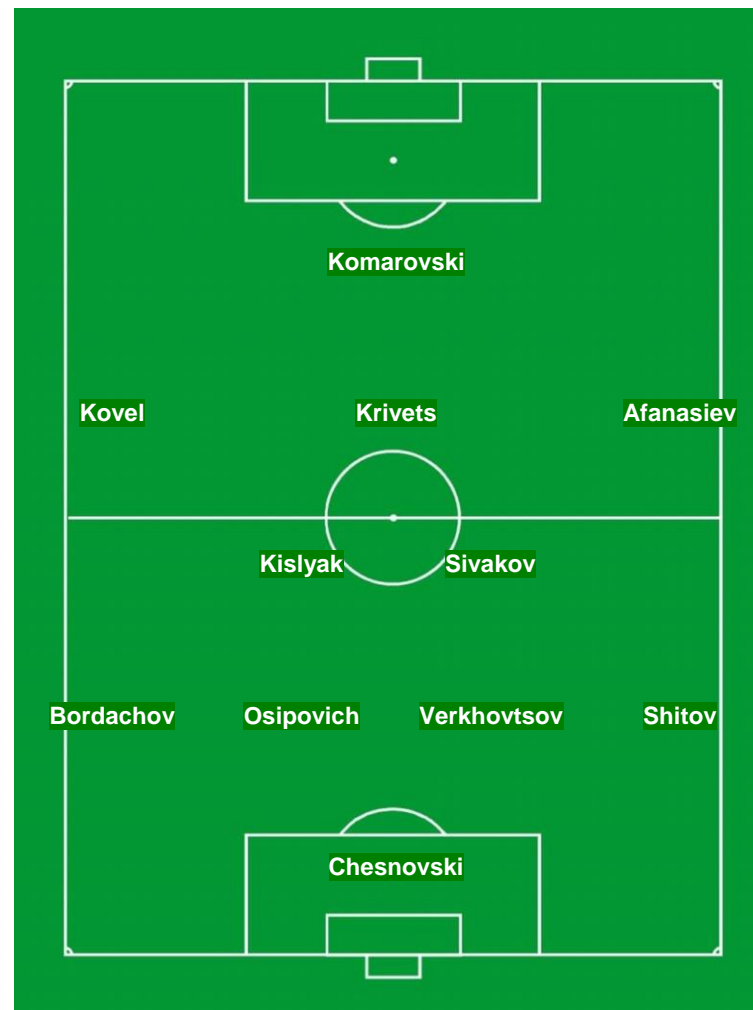 Komarovski
Kovel Krivets Afanasiev
Kislyak Sivakov
Bordachov Osipovich Verkhovtsov Shitov
Chesnovski